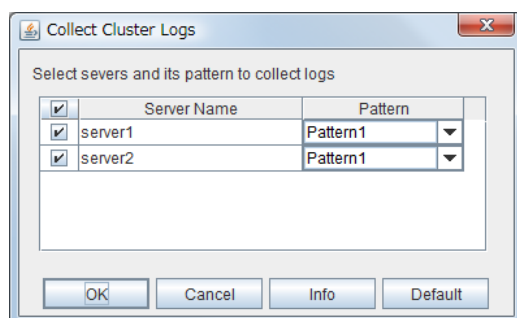 Collect Cluster Logs
Select severs and its pattern to collect logs
Server Name Pattern
server1 Pattern1
server2 Pattern1
OK Cancel Info Default